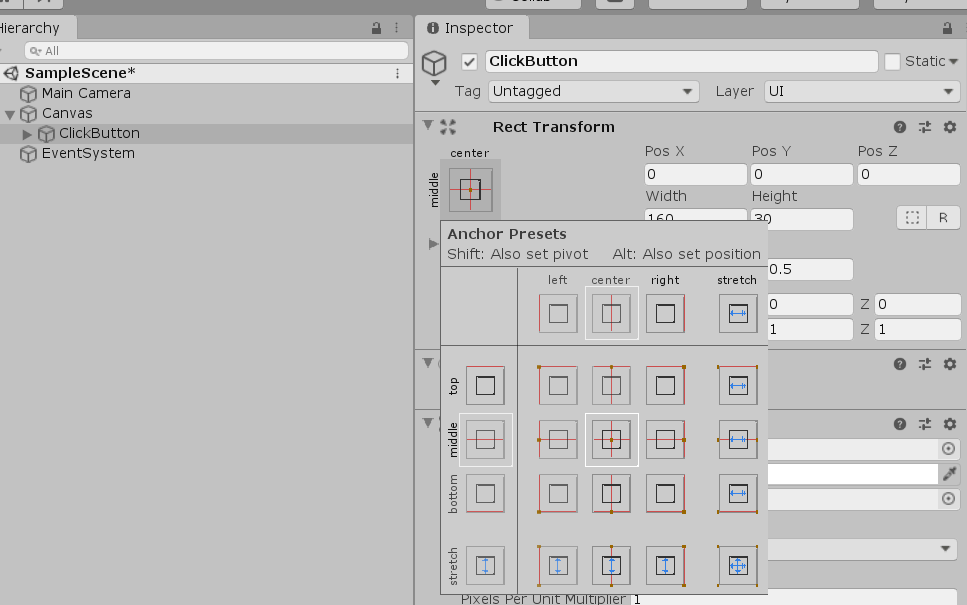 Hierarchy
All
SampleScene*
Main Camera
Canvas
ClickButton
EventSystem
Inspector
ClickButton
Static
Tag Untagged Layer UI
Rect Transform
center
middle
Pos X Pos Y Pos Z
0 0 0
Width Height
160 30
R
Anchor Presets
Shift: Also set pivot Alt: Also set position
0.5
left center right stretch
0 Z 0
1 Z 1
top
middle
bottom
stretch
Pixels Per Unit Multiplier 1